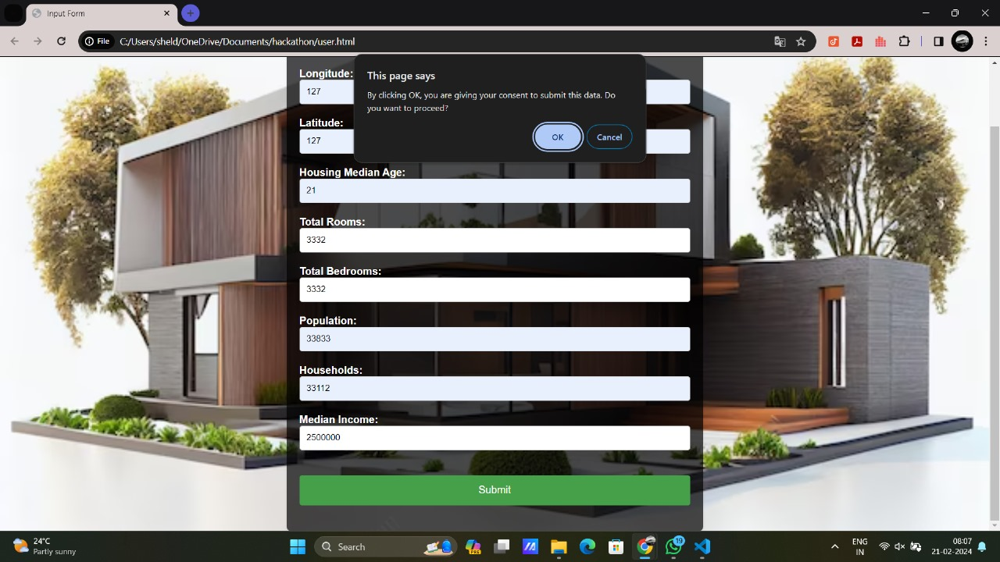 Input Form
File C:/Users/sheld/OneDrive/Documents/hackathon/user.html
This page says
By clicking OK, you are giving your consent to submit this data. Do
you want to proceed?
OK Cancel
Longitude:
127
Latitude:
127
Housing Median Age:
21
Total Rooms:
3332
Total Bedrooms:
3332
Population:
33833
Households:
33112
Median Income:
2500000
Submit
24°C
Partly sunny
Search
PRE
19
ENG
IN
08:07
21-02-2024